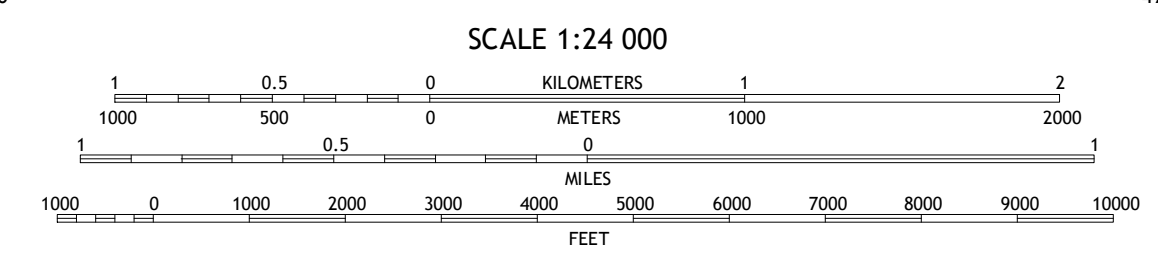 SCALE 1:24 000
1 0.5 0 KILOMETERS 1 2
1000 500 0 METERS 1000 2000
1 0.5 0 1
MILES
1000 0 1000 2000 3000 4000 5000 6000 7000 8000 9000 10000
FEET